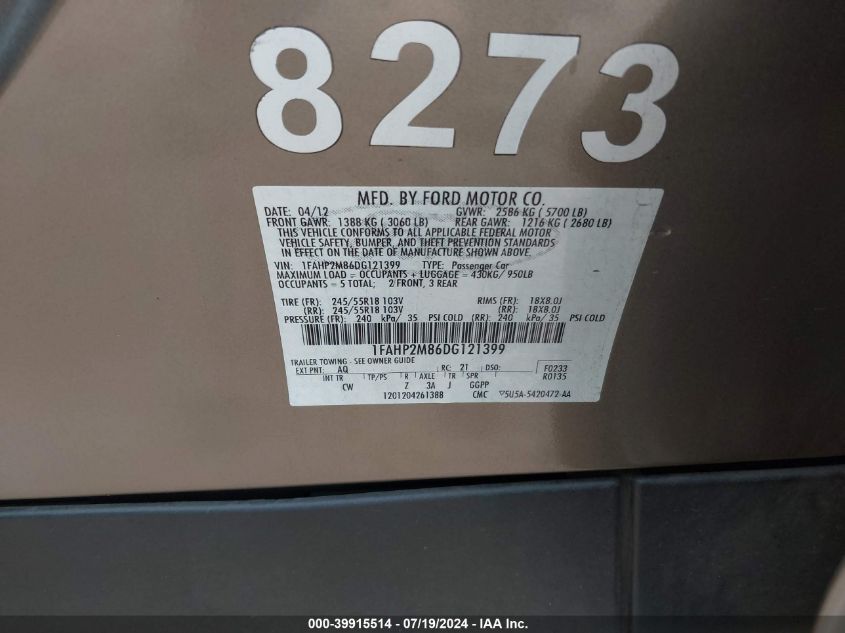 8273
MFD. BY FORD MOTOR CO.
DATE: 04/12 GVWR: 2586 KG ( 5700 LB)
FRONT GAWR: 1388 KG ( 3060 LB) REAR GAWR: 1216 KG ( 2680 LB)
THIS VEHICLE CONFORMS TO ALL APPLICABLE FEDERAL MOTOR
VEHICLE SAFETY, BUMPER, AND THEFT PREVENTION STANDARDS
IN EFFECT ON THE DATE OF MANUFACTURE SHOWN ABOVE.
VIN: 1FAHP2M86DG121399 TYPE: Passenger Car
MAXIMUM LOAD = OCCUPANTS + LUGGAGE = 430KG/ 950LB
OCCUPANTS = 5 TOTAL; 2 FRONT, 3 REAR
TIRE (FR): 245/55R18 103V RIMS (FR): 18X8.0J
(RR): 245/55R18 103V (RR): 18X8.0J
PRESSURE (FR): 240 kPa/ 35 PSI COLD (RR): 240 kPa/ 35 PSI COLD
1FAHP2M86DG121399
TRAILER TOWING - SEE OWNER GUIDE
EXT PNT: AQ RC: 21 DSO: F0233
INT TR TP/PS R AXLE TR SPR R0135
CW Z 3A J GGPP
1201204261388 CMC ▽5U5A-5420472-AA
000-39915514 - 07/19/2024 - IAA Inc.